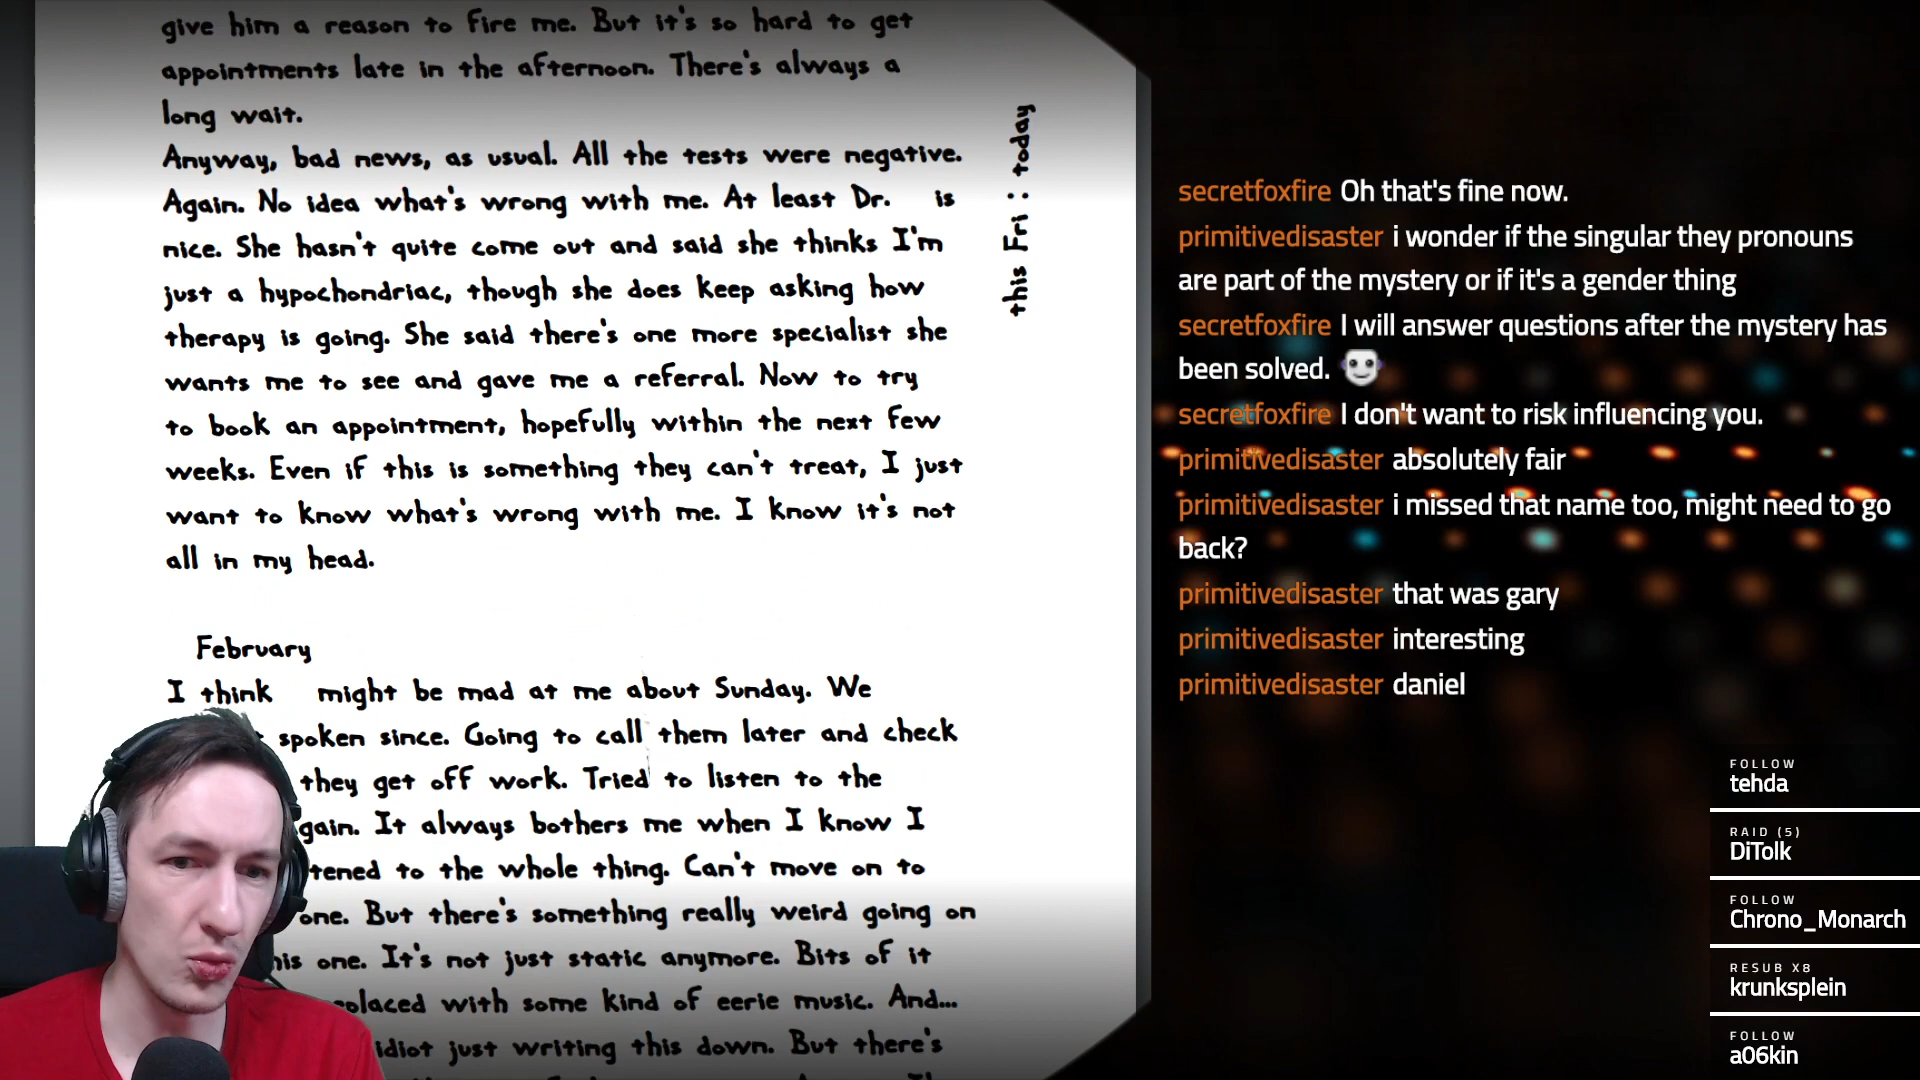 give him a reason to fire me. But it's so hard to get
appointments late in the afternoon. There's always a
long wait.
Anyway, bad news, as usual. All the tests were negative.
Again. No idea what's wrong with me. At least Dr. is
nice. She hasn't quite come out and said she thinks I'm
just a hypochondriac, though she does keep asking how
therapy is going. She said there's one more specialist she
wants me to see and gave me a referral. Now to try
to book an appointment, hopefully within the next few
weeks. Even if this is something they can't treat, I just
want to know what's wrong with me. I know it's not
all in my head.
this Fri : today
February
I think might be mad at me about Sunday. We
spoken since. Going to call them later and check
they get off work. Tried to listen to the
It always bothers me when I know I
to the whole thing. Can't move on to
one. But there's something really weird going on
one. It's not just static anymore. Bits of it
with some kind of eerie music. And...
idiot just writing this down. But there's
secretfoxfire Oh that's fine now.
primitivedisaster i wonder if the singular they pronouns
are part of the mystery or if it's a gender thing
secretfoxfire I will answer questions after the mystery has
been solved.
secretfoxfire I don't want to risk influencing you.
primitivedisaster absolutely fair
primitivedisaster i missed that name too, might need to go
back?
primitivedisaster that was gary
primitivedisaster interesting
primitivedisaster daniel
FOLLOW
tehda
RAID (5)
DiTolk
FOLLOW
Chrono_Monarch
RESUB X8
krunksplein
FOLLOW
a06kin